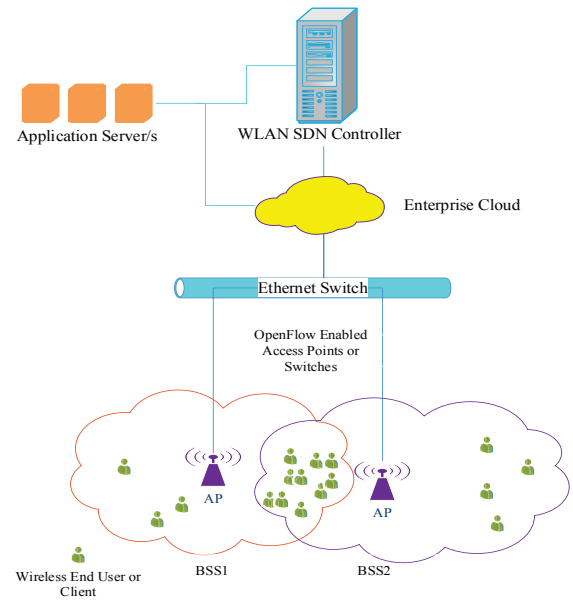 Application Server/s
WLAN SDN Controller
Enterprise Cloud
Ethernet Switch
OpenFlow Enabled
Access Points or
Switches
AP
AP
BSS1
BSS2
Wireless End User or
Client